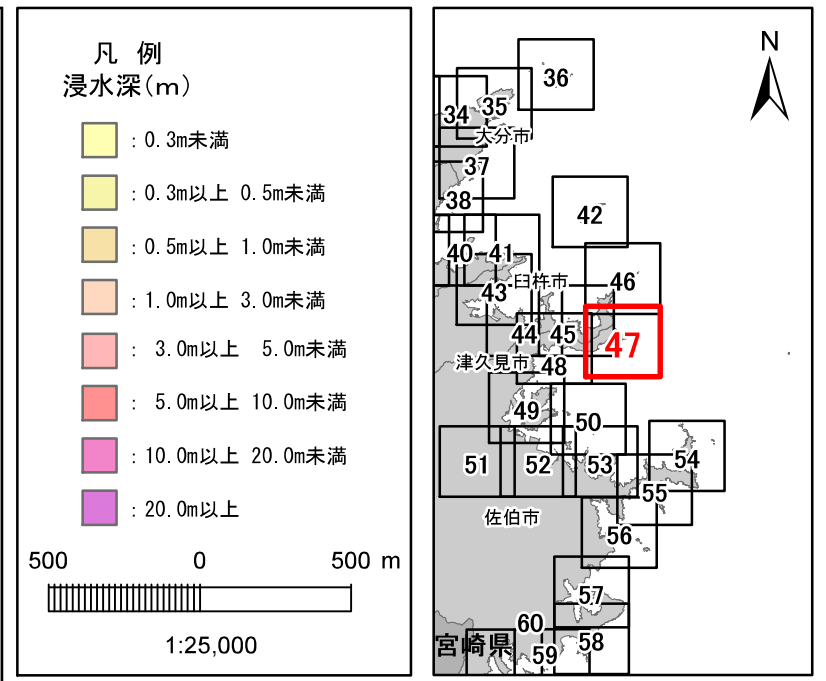 凡 例
浸水深(m)
: 0.3m未満
: 0.3m以上 0.5m未満
: 0.5m以上 1.0m未満
: 1.0m以上 3.0m未満
: 3.0m以上 5.0m未満
: 5.0m以上 10.0m未満
: 10.0m以上 20.0m未満
: 20.0m以上
500 0 500 m
1:25,000
N
36
35
34
大分市
37
38
42
40
41
臼杵市
46
43
44
45
47
津久見市
48
49
50
51
52
53
54
55
佐伯市
56
57
60
宮崎県
58
59